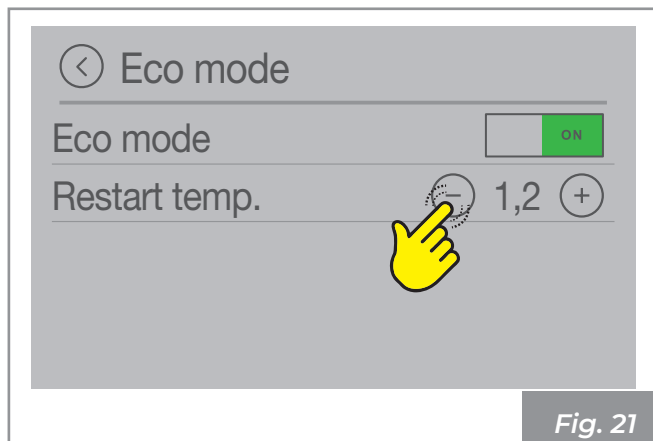 Eco mode
Eco mode ON
Restart temp. 1,2
Fig. 21